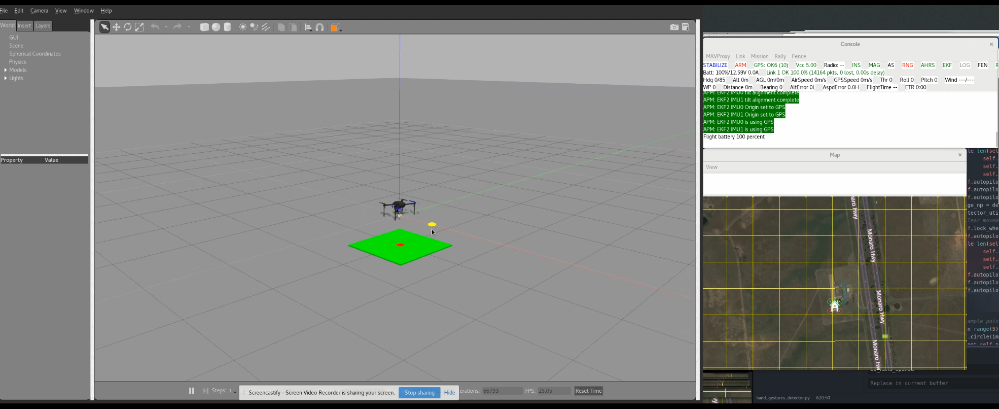 File Edit Camera View Window Help
World Insert Layers
GUI
Scene
Spherical Coordinates
Physics
Models
Lights
Property Value
Steps: 1
Screencastify - Screen Video Recorder is sharing your screen. Stop sharing Hide
erations: 66793 FPS: 25.05 Reset Time
Console
MAVProxy Link Mission Rally Fence
STABILIZE ARM GPS: OK6 (10) Vcc 5.00 Radio: -- INS MAG AS RNG AHRS EKF LOG FEN
Batt: 100%/12.59V 0.0A Link 1 OK 100.0% (14164 pkts, 0 lost, 0.00s delay)
Hdg 0/85 Alt 0m AGL 0m/0m AirSpeed 0m/s GPSSpeed 0m/s Thr 0 Roll 0 Pitch 0 Wind ---/---
WP 0 Distance 0m Bearing 0 AltError 0L AspdError 0.0H FlightTime -- ETR 0:00
APM: EKF2 IMU0 tilt alignment complete
APM: EKF2 IMU1 tilt alignment complete
APM: EKF2 IMU0 Origin set to GPS
APM: EKF2 IMU1 Origin set to GPS
APM: EKF2 IMU0 is using GPS
APM: EKF2 IMU1 is using GPS
Flight battery 100 percent
Map
View
naro Hwy
Monaro Hwy
Monaro Hwy
Monaro Hw
le len(sel
self.
self.
self.
f.autopilo
f.autopilo
f.autopilo
ge_np = de
tector_uti
lear movem
f.lock_whe
f.autopilo
le len(sel
self.
self.
self.
f.autopilo
f.autopilo
f.autopilo
ample poin
n range(5)
.circle(im
not self.n
is_hand_opened
Replace in current buffer
hand_gestures_detector.py 620:50